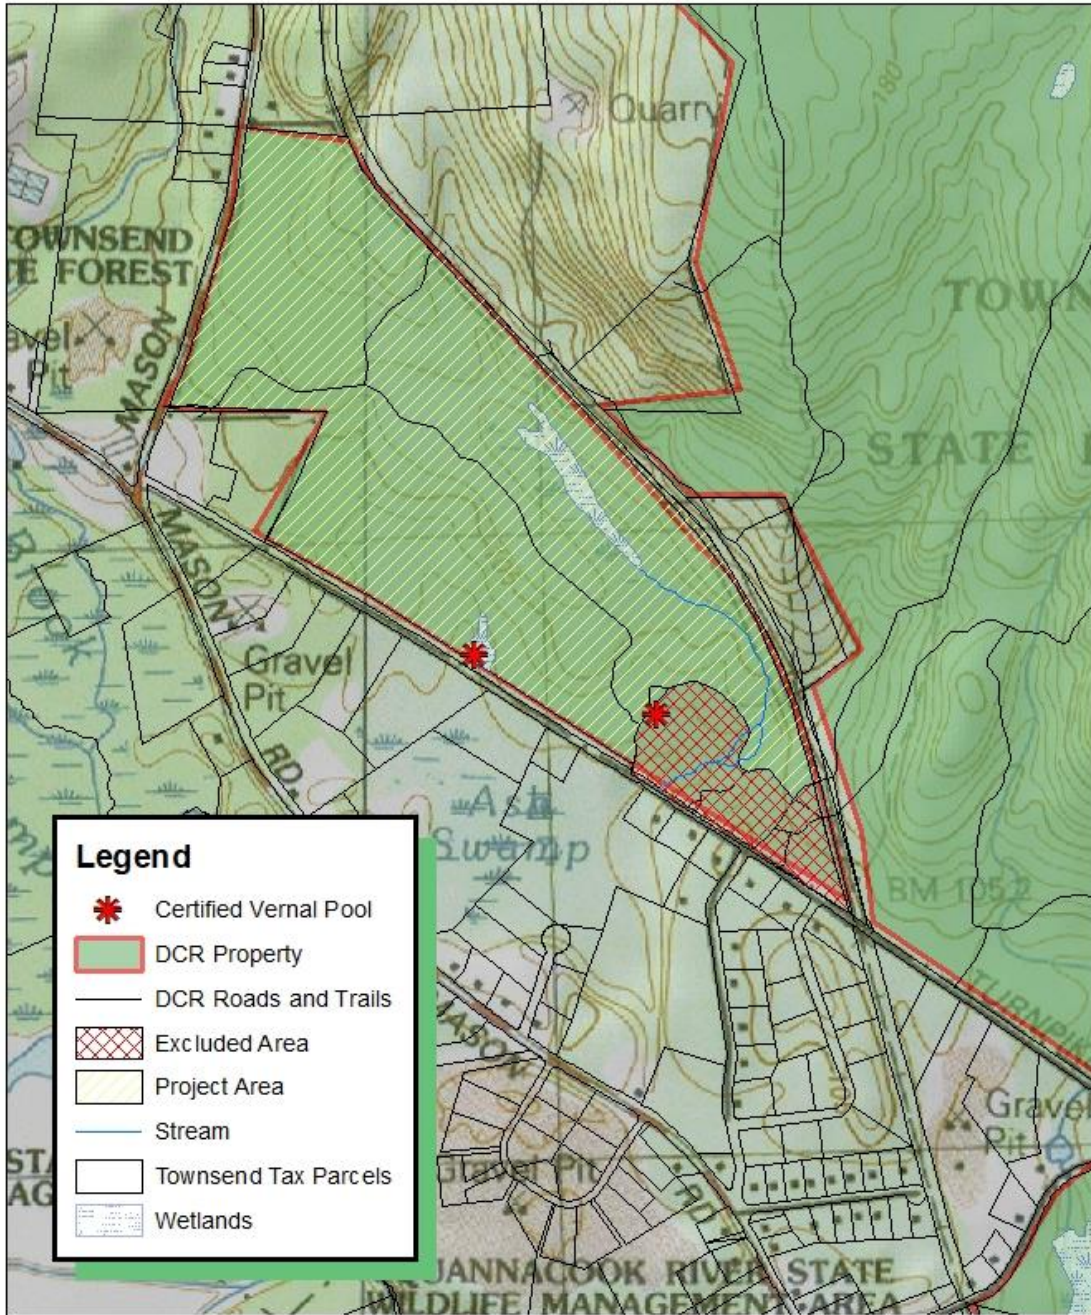 Quarry
180
TOWNSEND
TE FOREST
TOWN
avel
Pit
MASON
STATE
MASON
Gravel
Pit
RD.
Ash
Swamp
BM 105.2
TURNPIK
MASON
Gravel
Pit
Gravel Pit
RD
QUANNACOOK RIVER STATE
WILDLIFE MANAGEMENT AREA
STA
AG
Legend
Certified Vernal Pool
DCR Property
DCR Roads and Trails
Excluded Area
Project Area
Stream
Townsend Tax Parcels
Wetlands